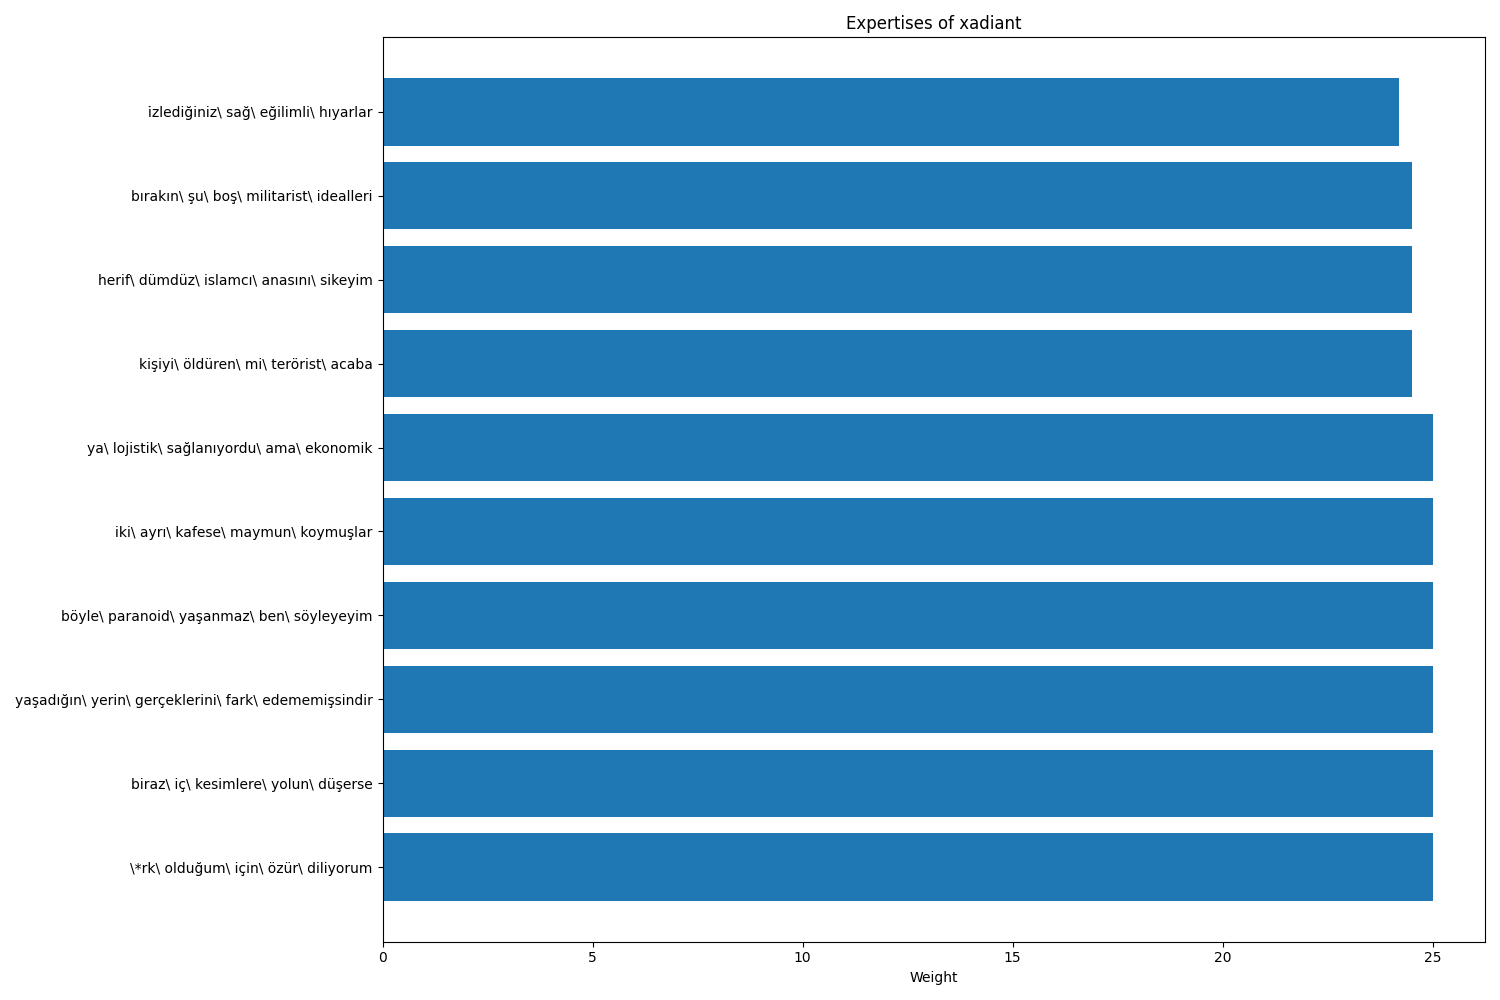 Expertises of xadiant
izlediğiniz\ sağ\ eğilimli\ hıyarlar
bırakın\ şu\ boş\ militarist\ idealleri
herif\ dümdüz\ islamcı\ anasını\ sikeyim
kişiyi\ öldüren\ mi\ terörist\ acaba
ya\ lojistik\ sağlanıyordu\ ama\ ekonomik
iki\ ayrı\ kafese\ maymun\ koymuşlar
böyle\ paranoid\ yaşanmaz\ ben\ söyleyeyim
yaşadığın\ yerin\ gerçeklerini\ fark\ edememişsindir
biraz\ iç\ kesimlere\ yolun\ düşerse
\*rk\ olduğum\ için\ özür\ diliyorum
0 5 10 15 20 25
Weight